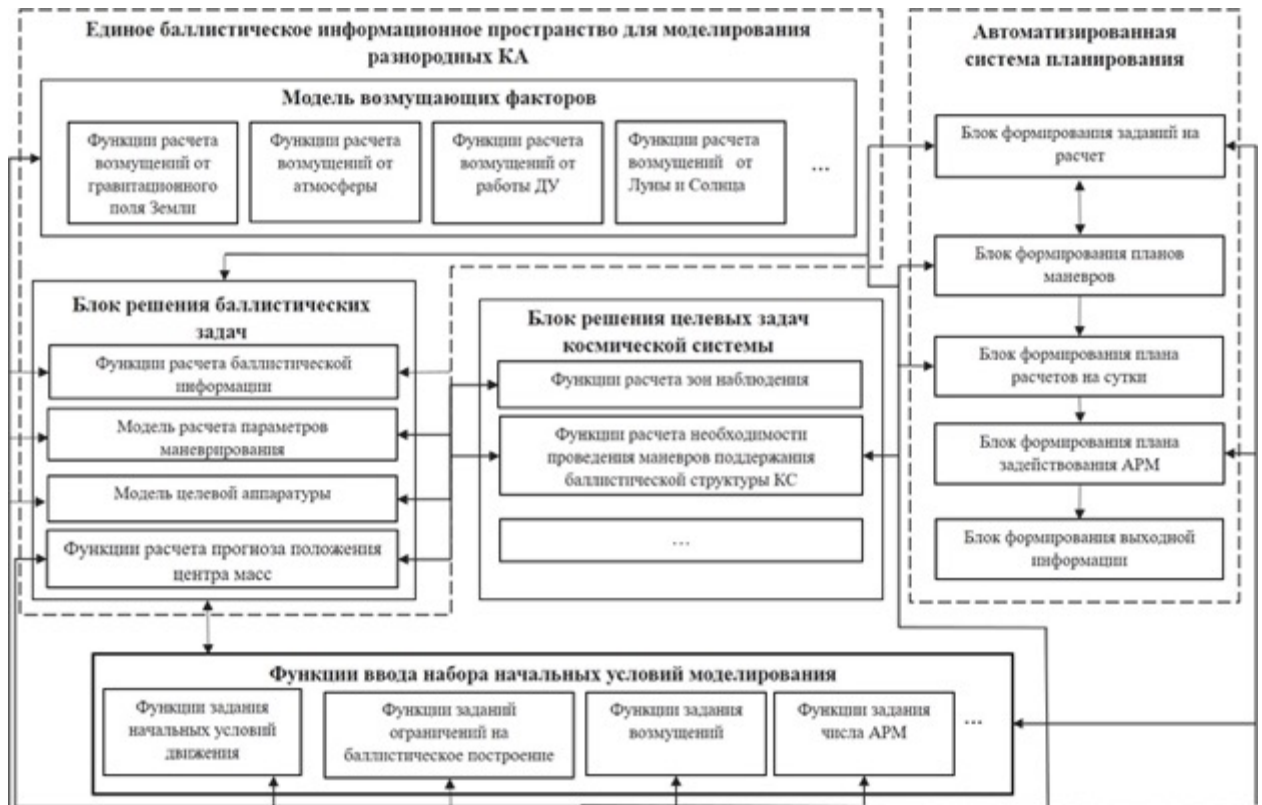 Единое баллистическое информационное пространство для моделирования
разнородных КА
Модель возмущающих факторов
Функции расчета
возмущений от
гравитационного
поля Земли
Функции расчета
возмущений от
атмосферы
Функции расчета
возмущений от
работы ДУ
Функции расчета
возмущений от
Луны и Солнца
...
Блок решения баллистических
задач
Функции расчета баллистической
информации
Модель расчета параметров
маневрирования
Модель целевой аппаратуры
Функции расчета прогноза положения
центра масс
Блок решения целевых задач
космической системы
Функции расчета зон наблюдения
Функции расчета необходимости
проведения маневров поддержания
баллистической структуры КС
...
Автоматизированная
система планирования
Блок формирования заданий на
расчет
Блок формирования планов
маневров
Блок формирования плана
расчетов на сутки
Блок формирования плана
задействования АРМ
Блок формирования выходной
информации
Функции ввода набора начальных условий моделирования
Функции задания
начальных условий
движения
Функции заданий
ограничений на
баллистическое построение
Функции задания
возмущений
Функции задания
числа АРМ
...